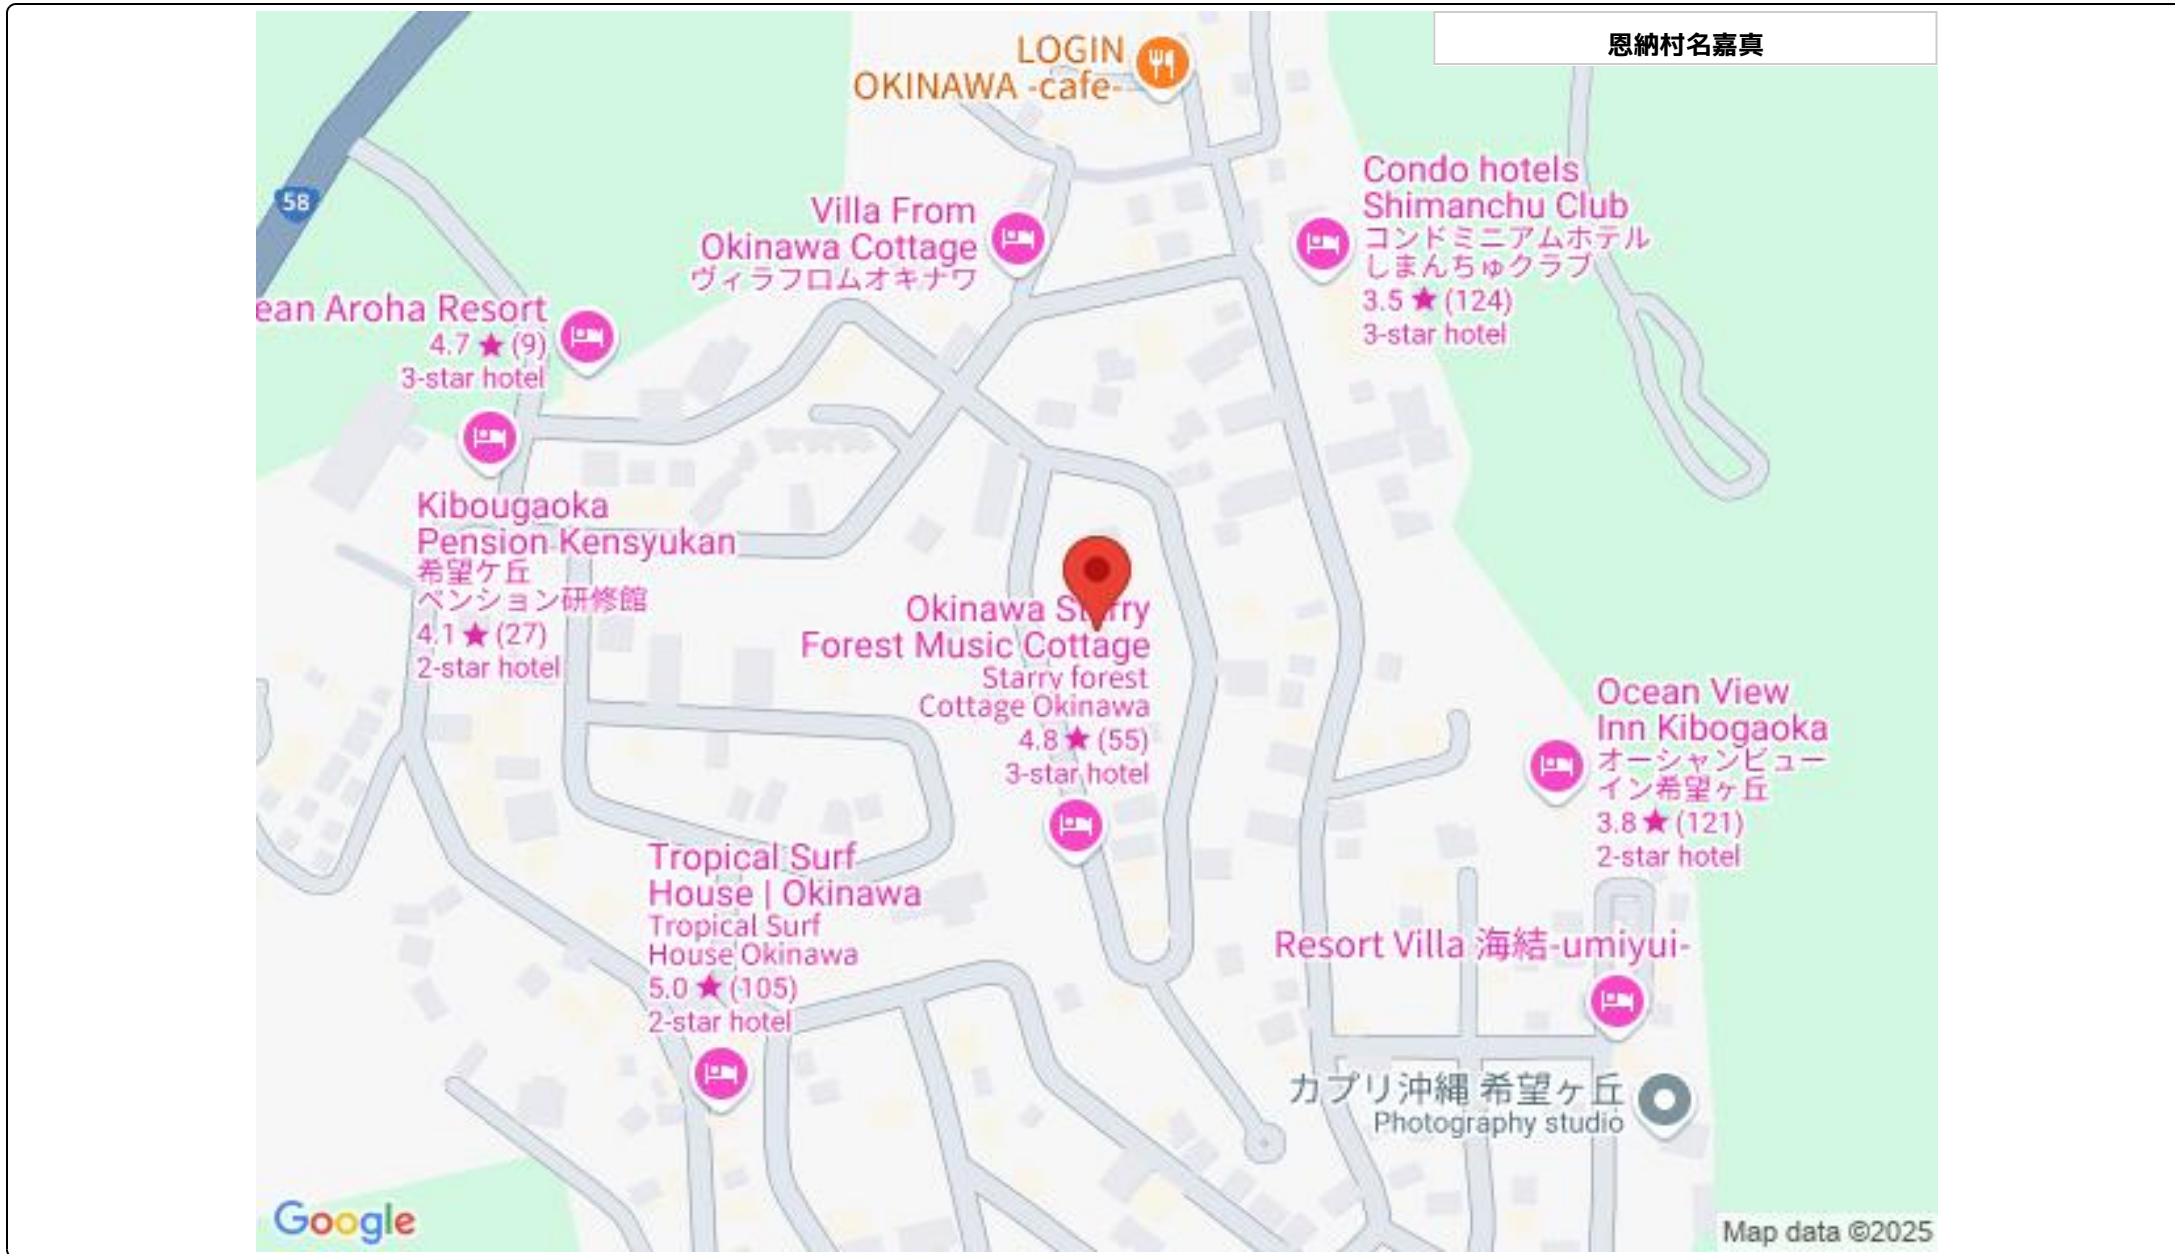 恩納村名嘉真
LOGIN
OKINAWA -cafe-
58
Condo hotels
Shimanchu Club
コンドミニアムホテル
しまんちゅクラブ
3.5 ★ (124)
3-star hotel
Villa From
Okinawa Cottage
ヴィラフロムオキナワ
ean Aroha Resort
4.7 ★ (9)
3-star hotel
Kibougaoka
Pension Kensyukan
希望ケ丘
ペンション研修館
4.1 ★ (27)
2-star hotel
Okinawa St rry
Forest Music Cottage
Starry forest
Cottage Okinawa
4.8 ★ (55)
3-star hotel
Ocean View
Inn Kibogaoka
オーシャンビュー
イン希望ヶ丘
3.8 ★ (121)
2-star hotel
Tropical Surf
House | Okinawa
Tropical Surf
House Okinawa
5.0 ★ (105)
2-star hotel
Resort Villa 海結-umiyui-
カプリ沖縄 希望ヶ丘
Photography studio
Google
Map data ©2025